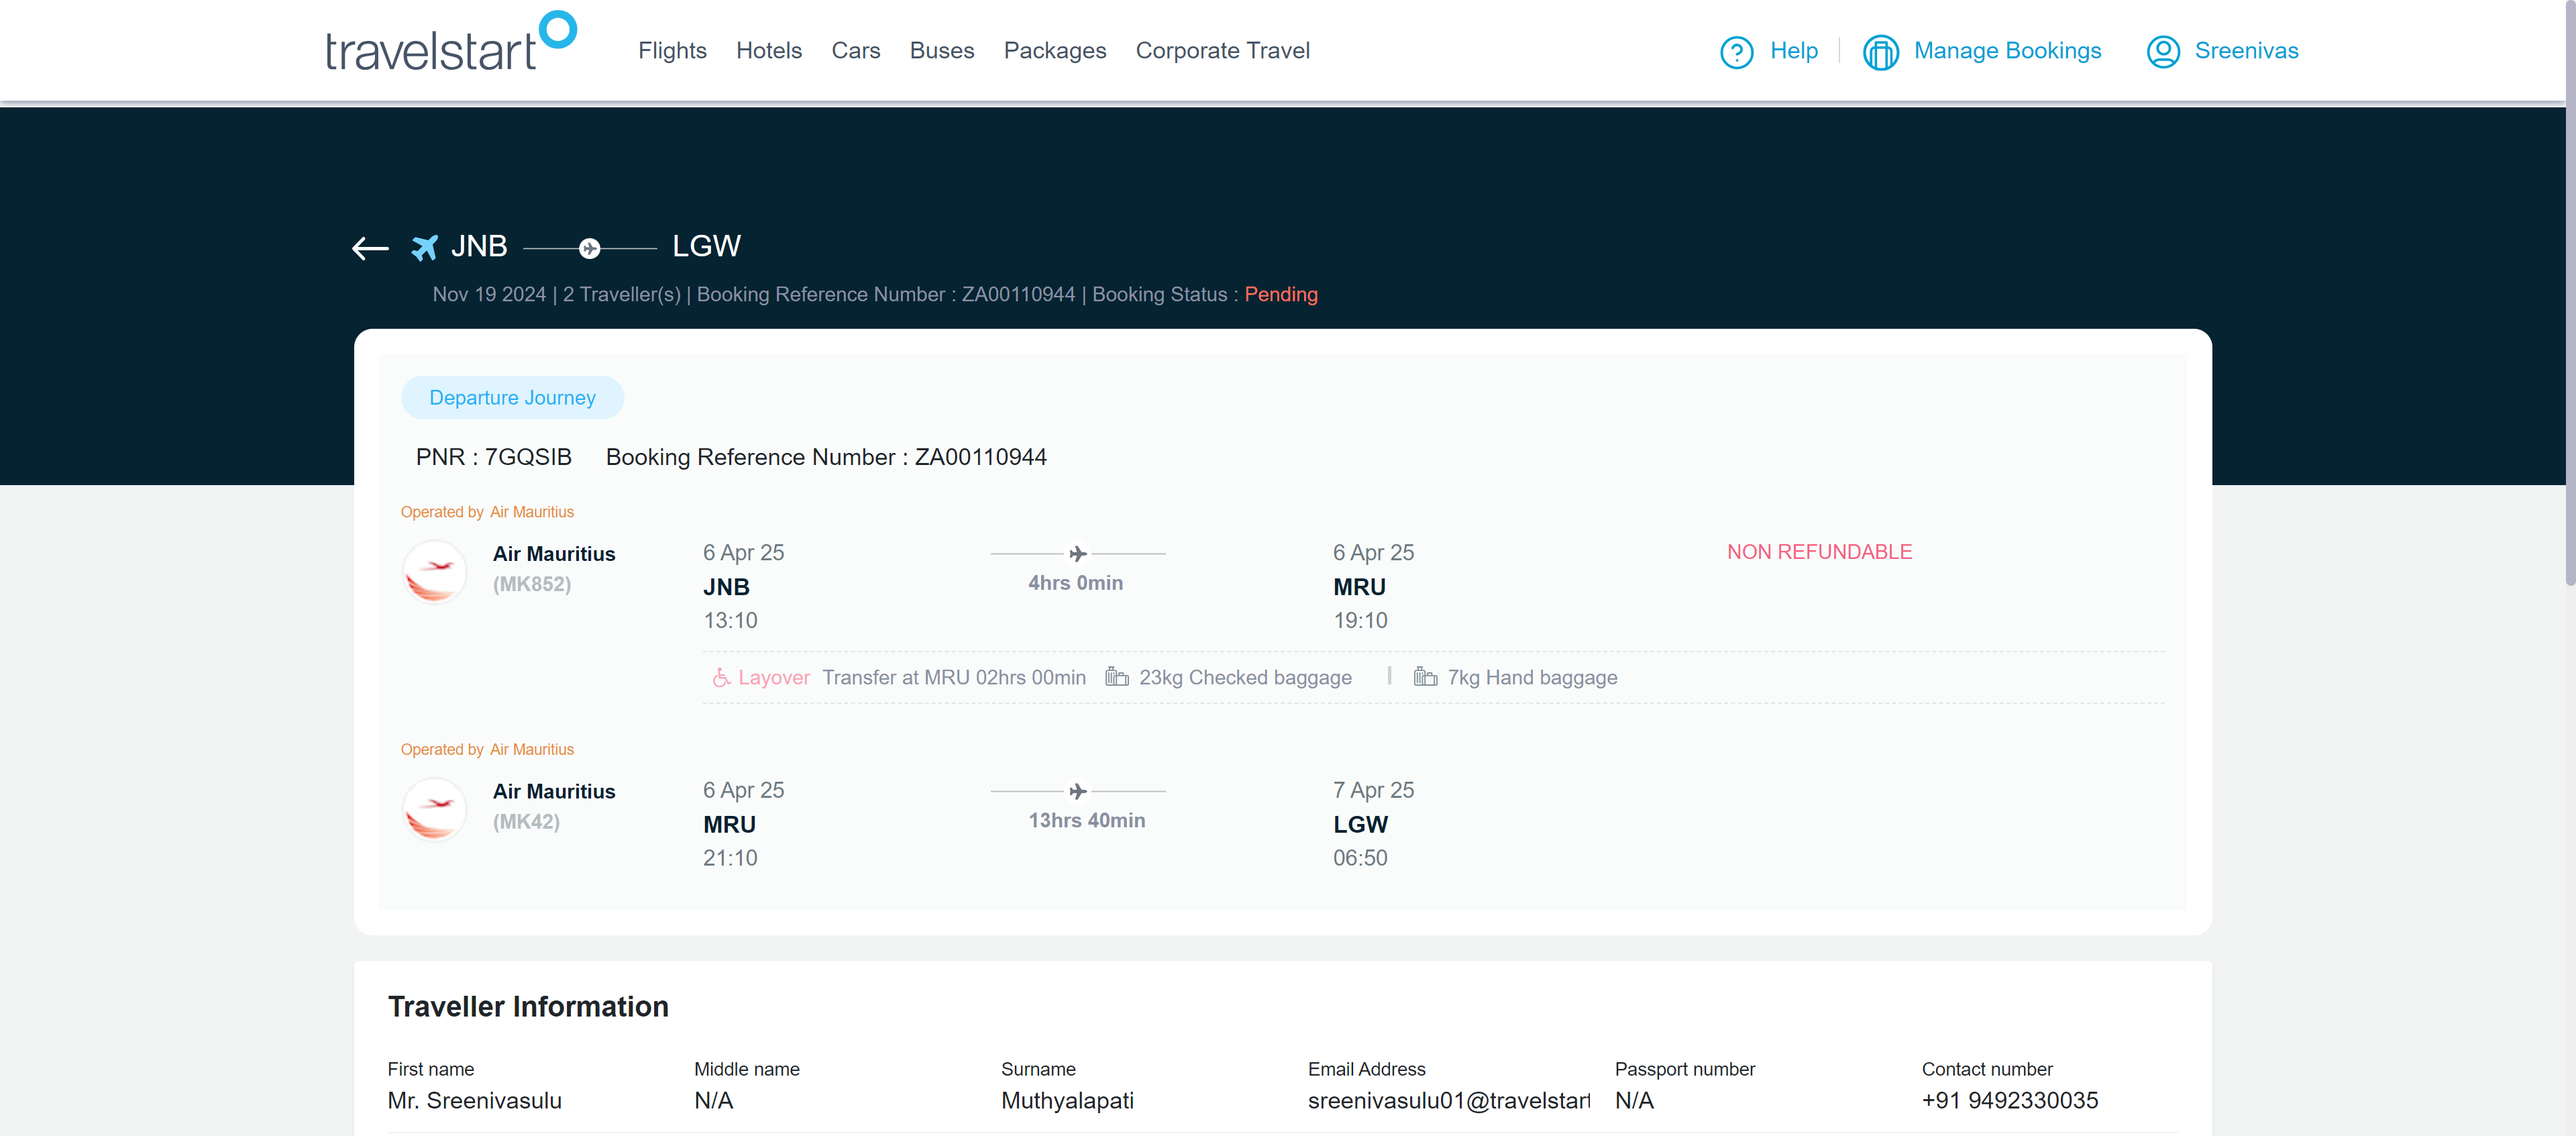 travelstart Flights Hotels Cars Buses Packages Corporate Travel Help Manage Bookings Sreenivas
JNB LGW
Nov 19 2024 | 2 Traveller(s) | Booking Reference Number : ZA00110944 | Booking Status : Pending
Departure Journey
PNR : 7GQSIB Booking Reference Number : ZA00110944
Operated by Air Mauritius
Air Mauritius 6 Apr 25 6 Apr 25 NON REFUNDABLE
(MK852) JNB 4hrs 0min MRU
13:10 19:10
Layover Transfer at MRU 02hrs 00min 23kg Checked baggage | 7kg Hand baggage
Operated by Air Mauritius
Air Mauritius 6 Apr 25 7 Apr 25
(MK42) MRU 13hrs 40min LGW
21:10 06:50
Traveller Information
First name Middle name Surname Email Address Passport number Contact number
Mr. Sreenivasulu N/A Muthyalapati sreenivasulu01@travelstart N/A +91 9492330035